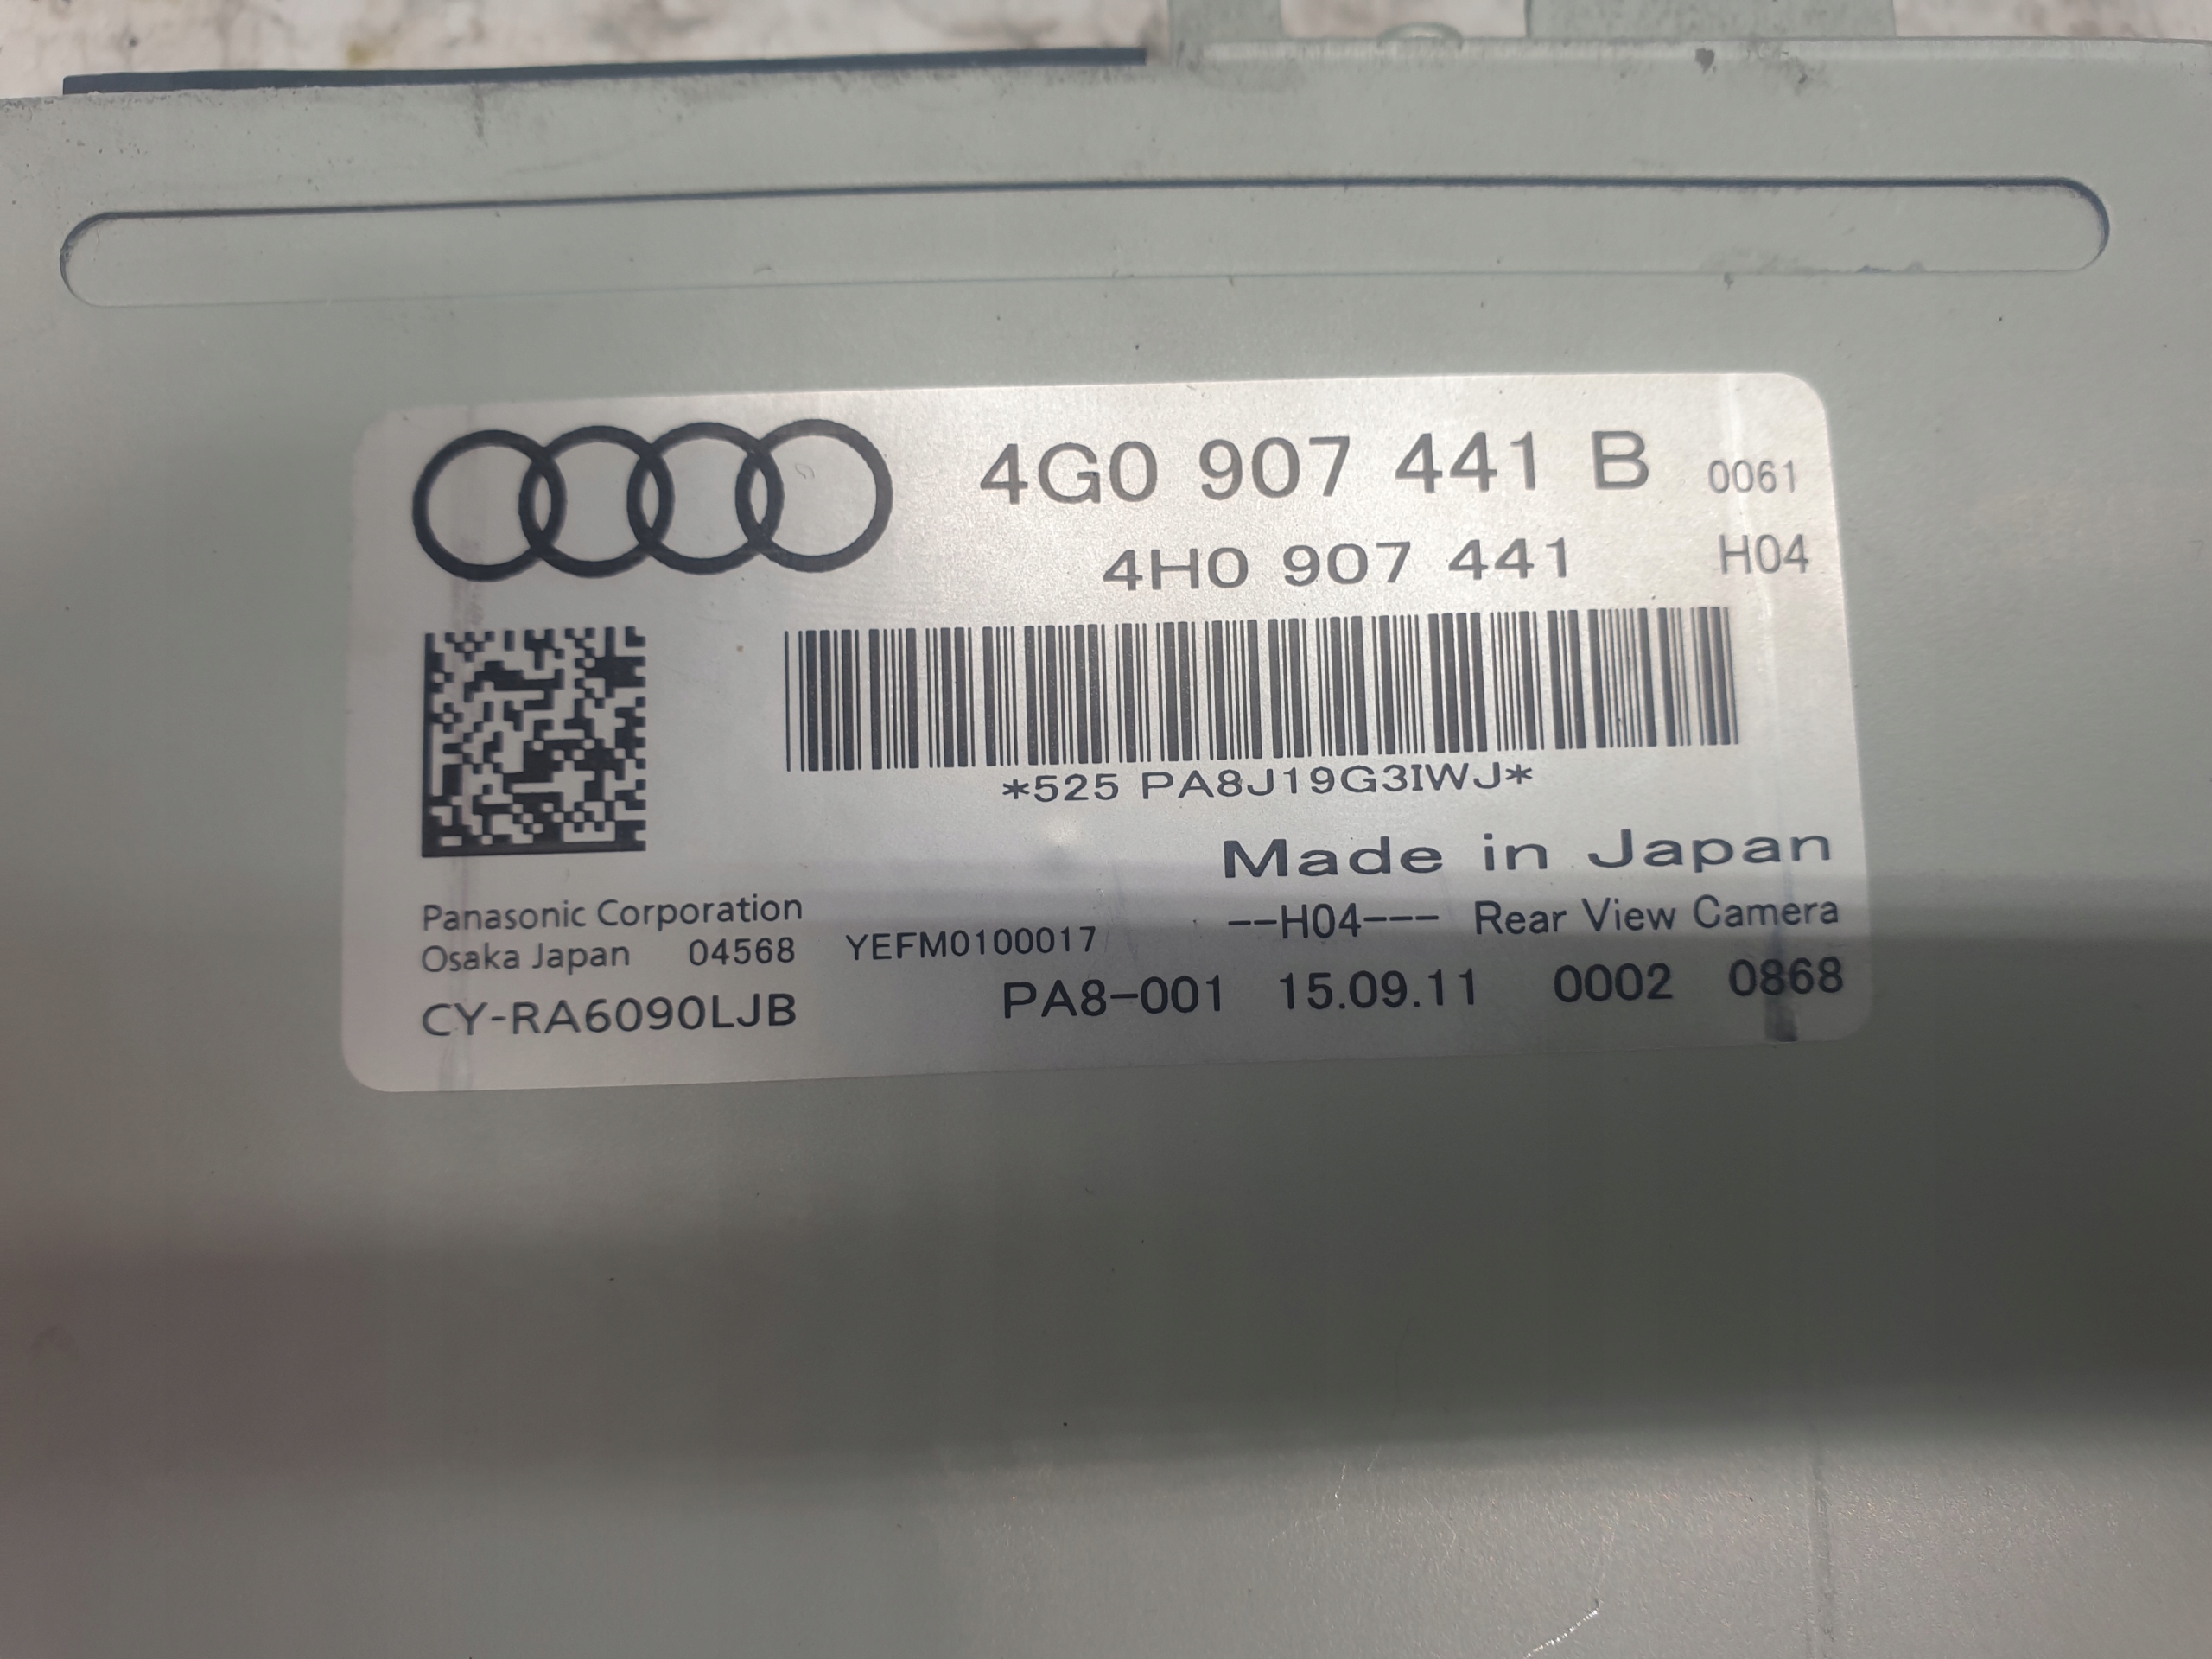 4G0 907 441 B 0061
4H0 907 441 H04
*525 PA8J19G3IWJ*
Made in Japan
Panasonic Corporation --H04--- Rear View Camera
Osaka Japan 04568 YEFM0100017
CY-RA6090LJB PA8-001 15.09.11 0002 0868